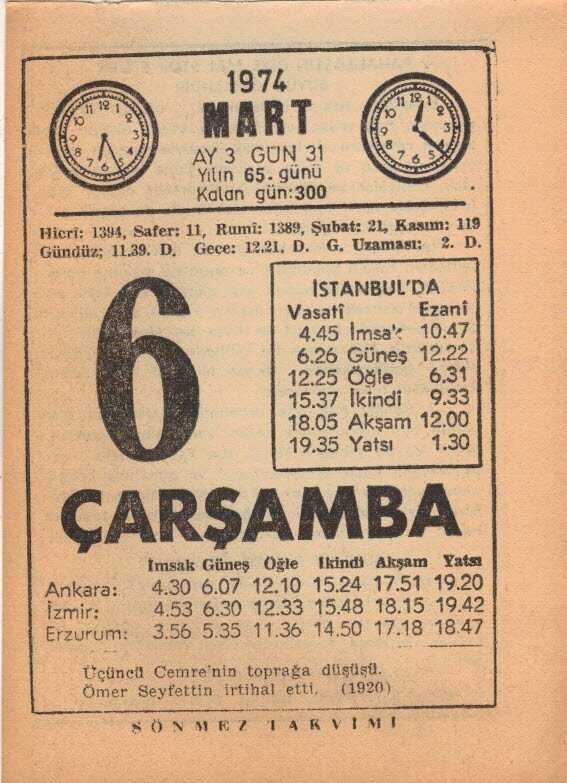 1974
MART
AY 3 GÜN 31
Yılın 65. günü
Kalan gün:300
Hicrî: 1394, Safer: 11, Rumî: 1389, Şubat: 21, Kasım: 119
Gündüz; 11.39. D. Gece: 12.21. D. G. Uzaması: 2. D.
6
İSTANBUL'DA
Vasatî Ezanî
4.45 İmsak 10.47
6.26 Güneş 12.22
12.25 Öğle 6.31
15.37 İkindi 9.33
18.05 Akşam 12.00
19.35 Yatsı 1.30
ÇARŞAMBA
İmsak Güneş Öğle İkindi Akşam Yatsı
Ankara: 4.30 6.07 12.10 15.24 17.51 19.20
İzmir: 4.53 6.30 12.33 15.48 18.15 19.42
Erzurum: 3.56 5.35 11.36 14.50 17.18 18.47
Üçüncü Cemre'nin toprağa düşüşü.
Ömer Seyfettin irtihal etti. (1920)
SÖNMEZ TAKVİMİ